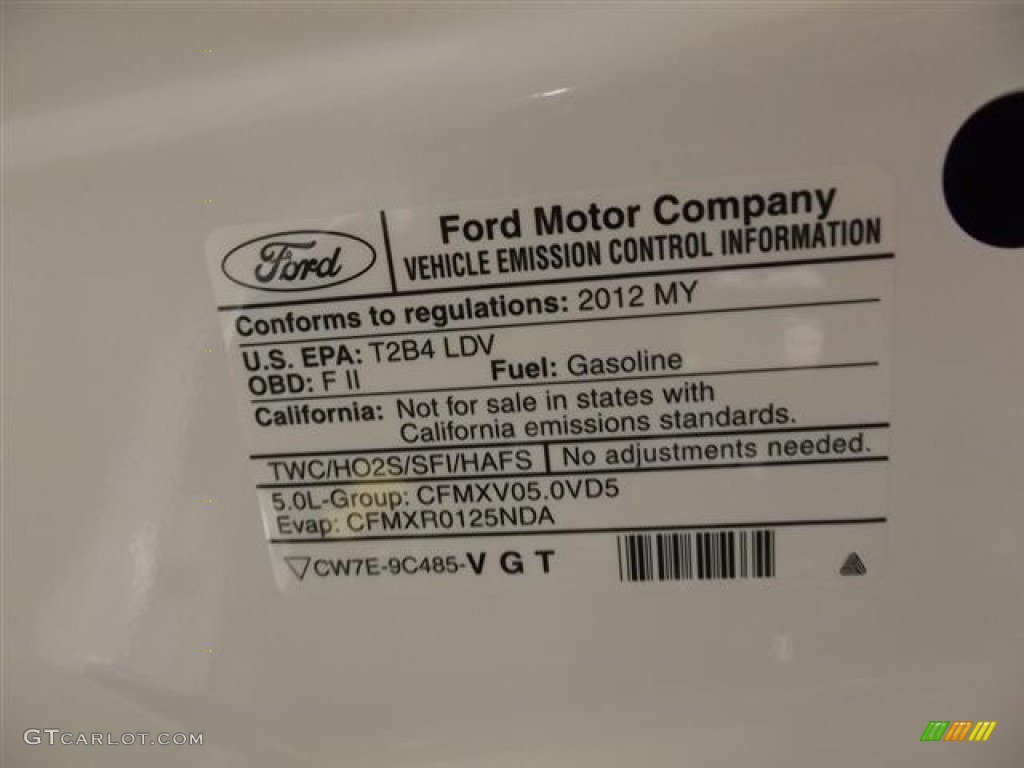 Ford
Ford Motor Company
VEHICLE EMISSION CONTROL INFORMATION
Conforms to regulations: 2012 MY
U.S. EPA: T2B4 LDV
OBD: F II
Fuel: Gasoline
California: Not for sale in states with
California emissions standards.
TWC/HO2S/SFI/HAFS
No adjustments needed.
5.0L-Group: CFMXV05.0VD5
Evap: CFMXR0125NDA
CW7E-9C485-V G T
GTCARLOT.COM